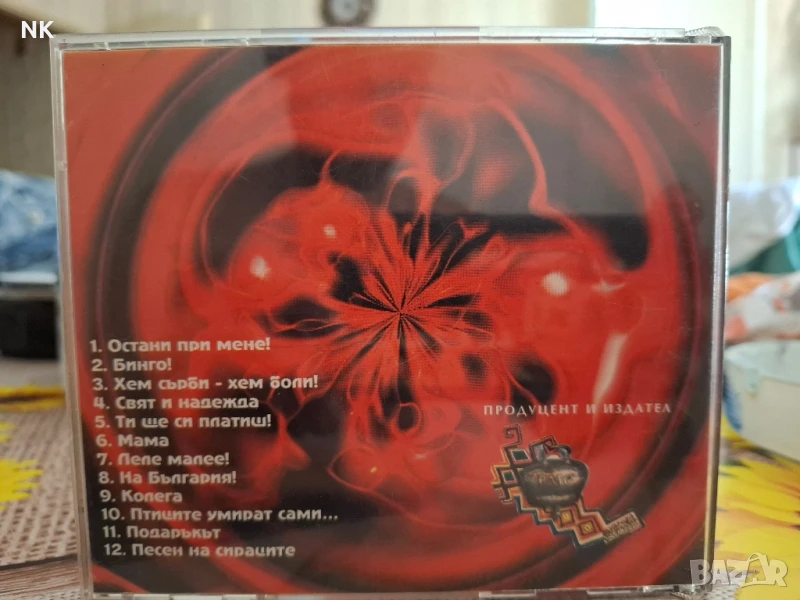 NK
1. Остани при мене!
2. Бинго!
3. Хем сърби - хем боли!
4. Свят и надежда
5. Ти ще си платиш!
6. Мама
7. Леле малее!
8. На България!
9. Колега
10. Птиците умират сами...
11. Подаръкът
12. Песен на сираците
ПРОДУЦЕНТ И ИЗДАТЕЛ
BAZAR